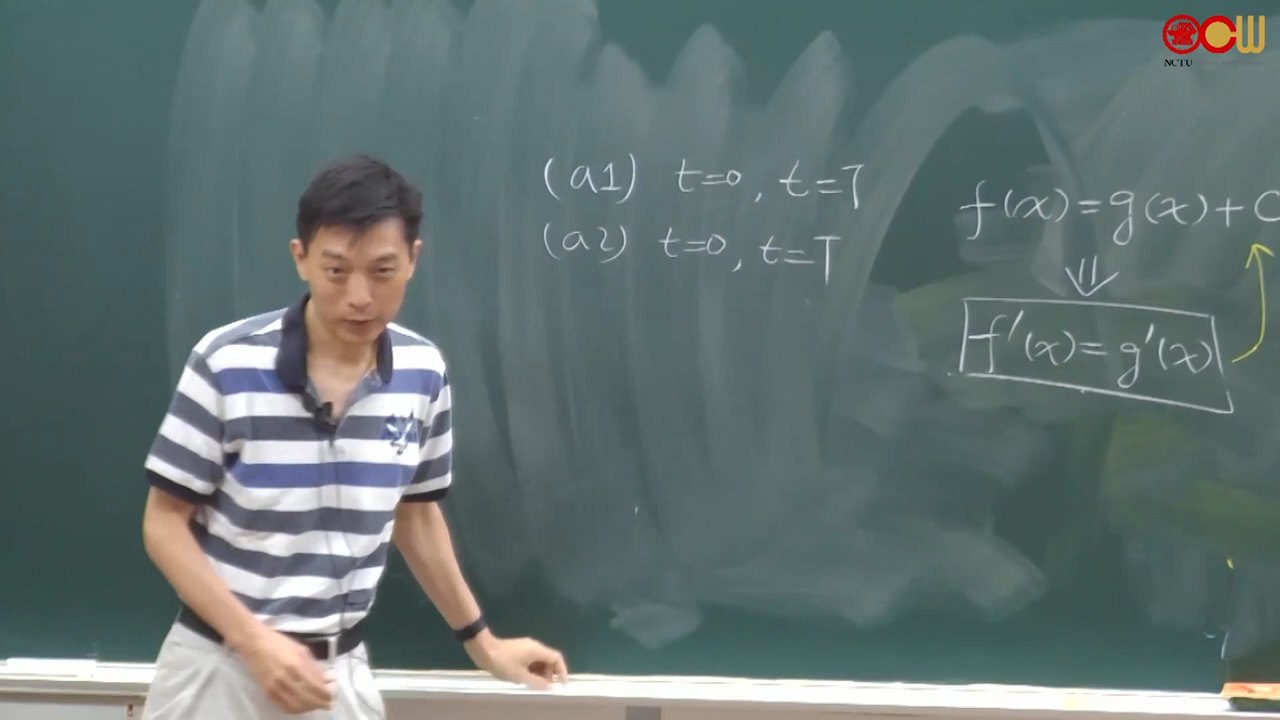 OCW
NCTU
(a1) t=0, t=T
(a2) t=0, t=T
f(x)=g(x)+C
⇓
f'(x)=g'(x)